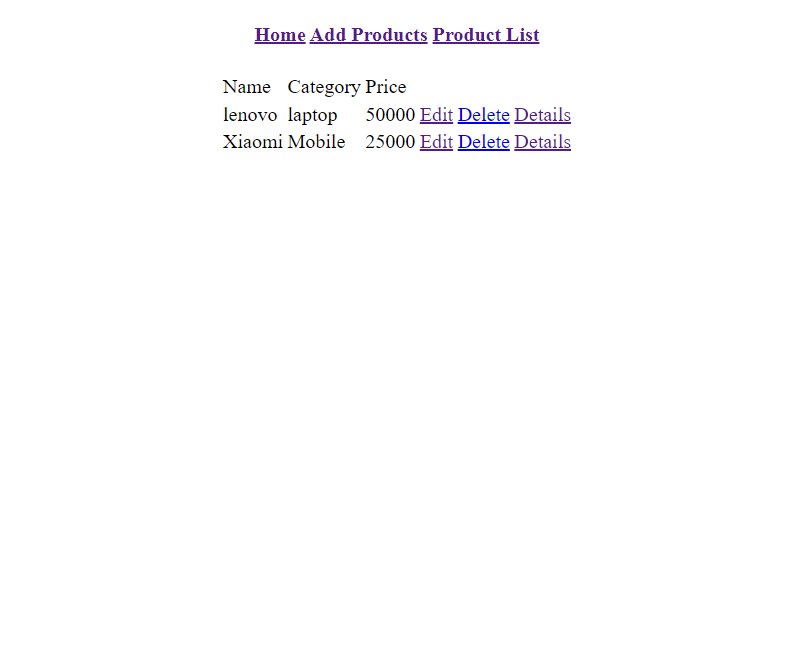 Home Add Products Product List
Name Category Price
lenovo laptop 50000 Edit Delete Details
Xiaomi Mobile 25000 Edit Delete Details